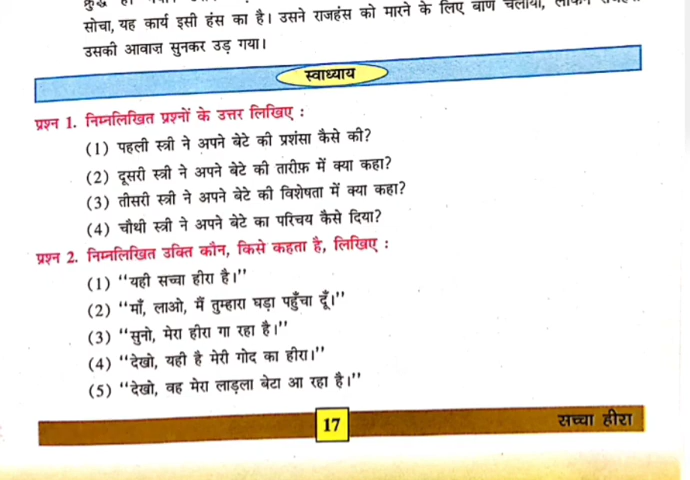 सोचा, यह कार्य इसी हंस का है। उसने राजहंस को मारने के लिए बाण चलाया,
उसकी आवाज़ सुनकर उड़ गया।
स्वाध्याय
प्रश्न 1. निम्नलिखित प्रश्नों के उत्तर लिखिए :
(1) पहली स्त्री ने अपने बेटे की प्रशंसा कैसे की?
(2) दूसरी स्त्री ने अपने बेटे की तारीफ़ में क्या कहा?
(3) तीसरी स्त्री ने अपने बेटे की विशेषता में क्या कहा?
(4) चौथी स्त्री ने अपने बेटे का परिचय कैसे दिया?
प्रश्न 2. निम्नलिखित उक्ति कौन, किसे कहता है, लिखिए :
(1) “यही सच्चा हीरा है।”
(2) “माँ, लाओ, मैं तुम्हारा घड़ा पहुँचा दूँ।”
(3) “सुनो, मेरा हीरा गा रहा है।”
(4) “देखो, यही है मेरी गोद का हीरा।”
(5) “देखो, वह मेरा लाड़ला बेटा आ रहा है।”
17
सच्चा हीरा